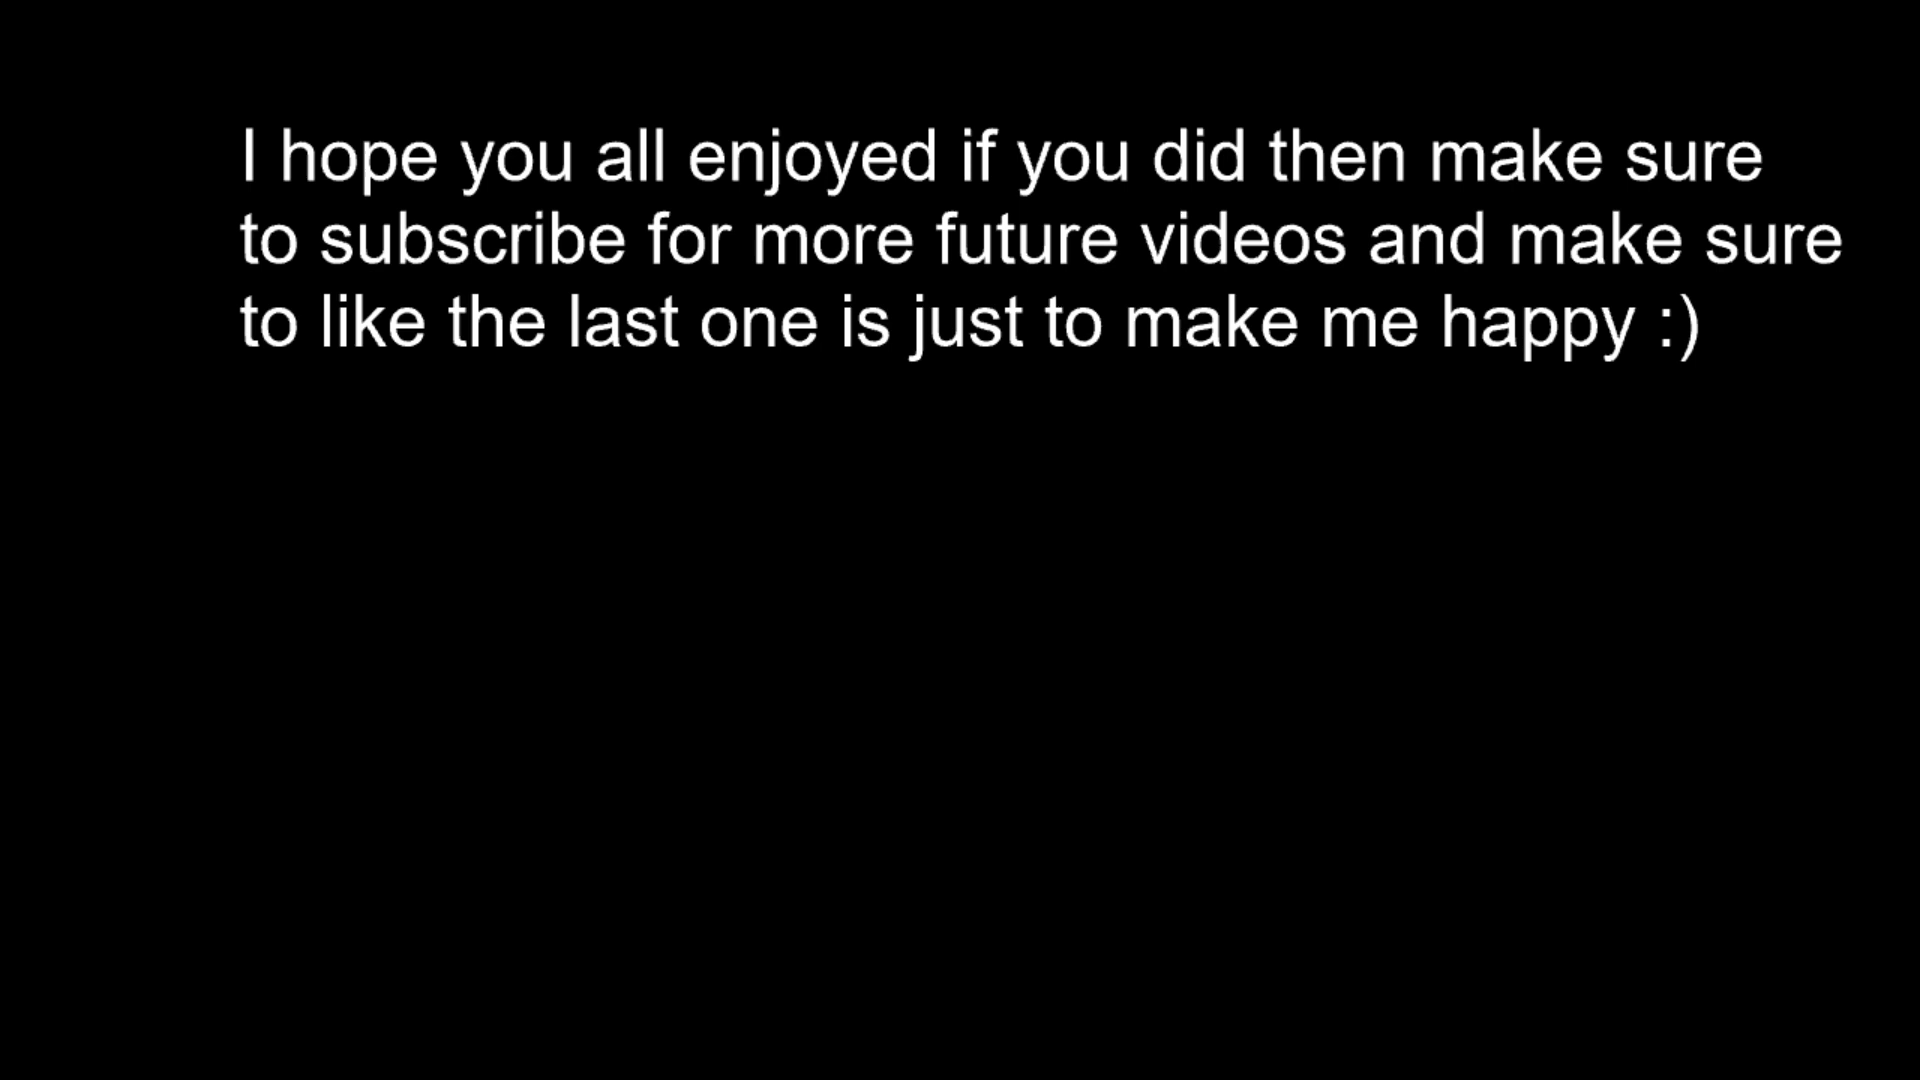 I hope you all enjoyed if you did then make sure
to subscribe for more future videos and make sure
to like the last one is just to make me happy :)